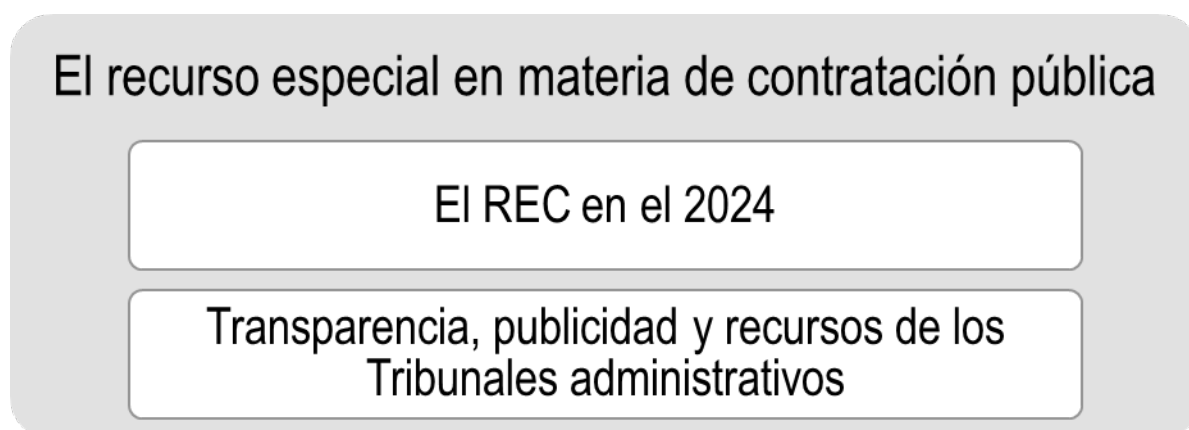 El recurso especial en materia de contratación pública
El REC en el 2024
Transparencia, publicidad y recursos de los
Tribunales administrativos